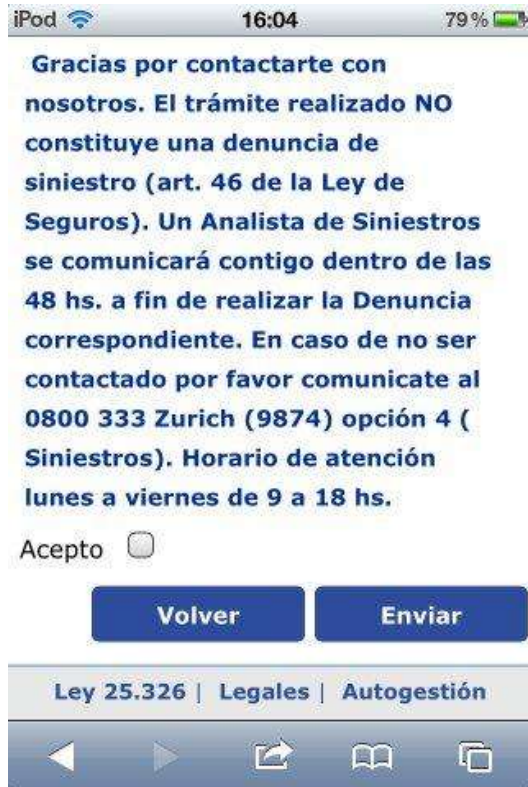 iPod 16:04 79 %
Gracias por contactarte con
nosotros. El trámite realizado NO
constituye una denuncia de
siniestro (art. 46 de la Ley de
Seguros). Un Analista de Siniestros
se comunicará contigo dentro de las
48 hs. a fin de realizar la Denuncia
correspondiente. En caso de no ser
contactado por favor comunicate al
0800 333 Zurich (9874) opción 4 (
Siniestros). Horario de atención
lunes a viernes de 9 a 18 hs.
Acepto
Volver Enviar
Ley 25.326 | Legales | Autogestión